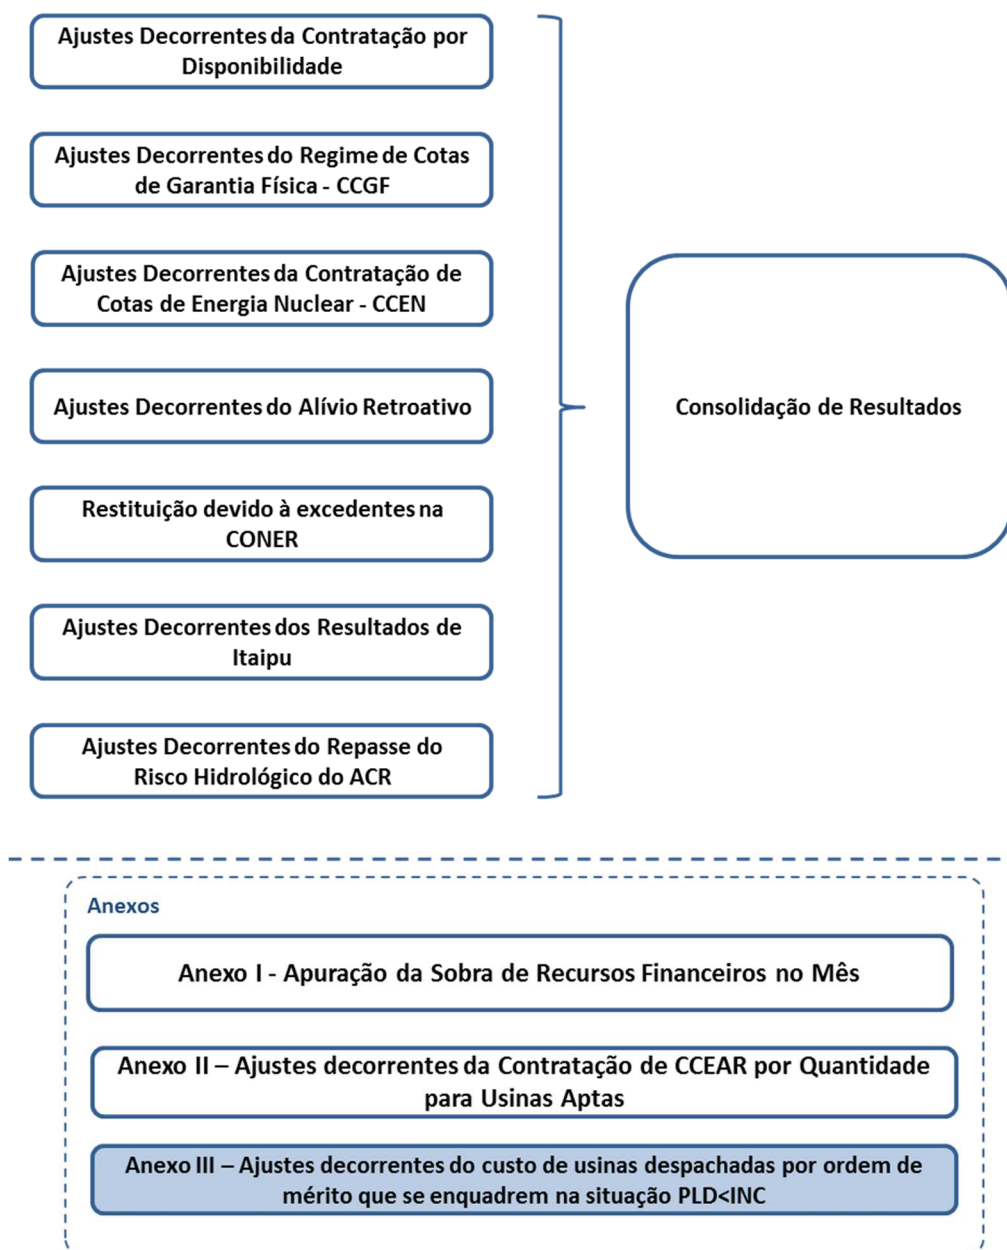 Ajustes Decorrentes da Contratação por
Disponibilidade
Ajustes Decorrentes do Regime de Cotas
de Garantia Física - CCGF
Ajustes Decorrentes da Contratação de
Cotas de Energia Nuclear - CCEN
Ajustes Decorrentes do Alívio Retroativo
Restituição devido à excedentes na
CONER
Ajustes Decorrentes dos Resultados de
Itaipu
Ajustes Decorrentes do Repasse do
Risco Hidrológico do ACR
Consolidação de Resultados
Anexos
Anexo I - Apuração da Sobra de Recursos Financeiros no Mês
Anexo II – Ajustes decorrentes da Contratação de CCEAR por Quantidade
para Usinas Aptas
Anexo III – Ajustes decorrentes do custo de usinas despachadas por ordem de
mérito que se enquadrem na situação PLD<INC